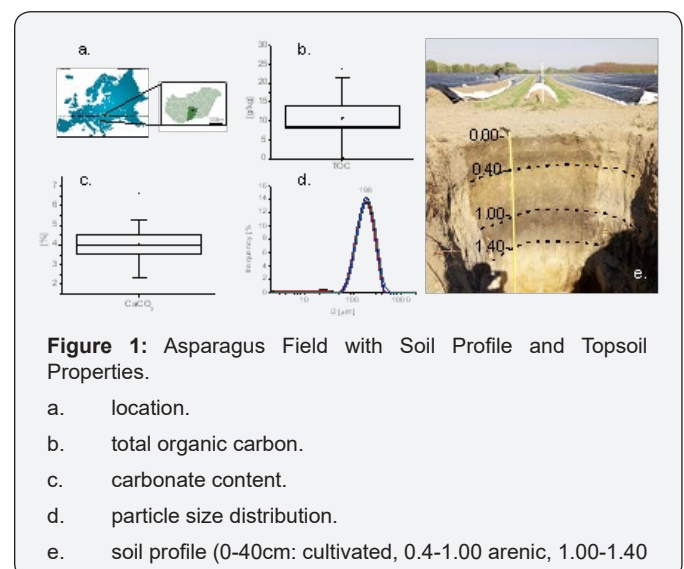 a.
b.
30
25
20
15
10
5
0
[g/kg]
TOC
c.
7
6
5
4
3
2
[%]
CaCO3
d.
16
14
12
10
8
6
4
2
0
frequency [%
10
100
D [µm]
0.00
0.40
1.00
1.40
e.
Figure 1: Asparagus Field with Soil Profile and Topsoil
Properties.
a. location.
b. total organic carbon.
c. carbonate content.
d. particle size distribution.
e. soil profile (0-40cm: cultivated, 0.4-1.00 arenic, 1.00-1.40